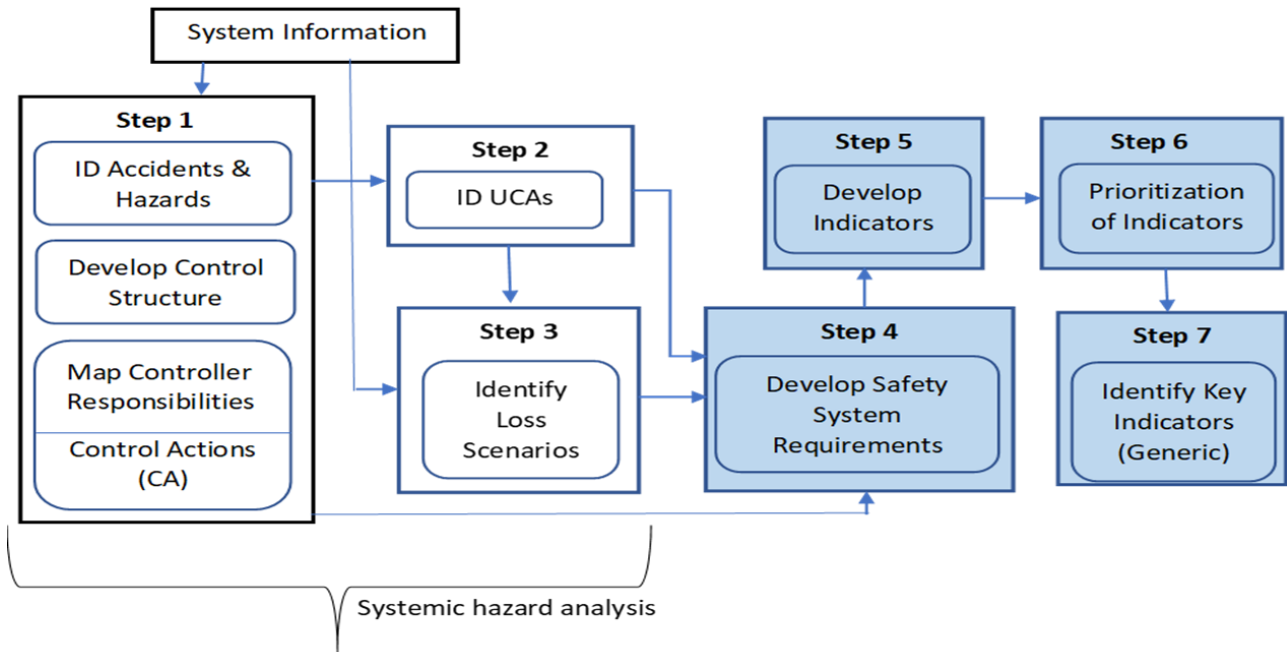 System Information
Step 1
ID Accidents &
Hazards
Develop Control
Structure
Map Controller
Responsibilities
Control Actions
(CA)
Step 2
ID UCAs
Step 3
Identify
Loss
Scenarios
Step 4
Develop Safety
System
Requirements
Step 5
Develop
Indicators
Step 6
Prioritization
of Indicators
Step 7
Identify Key
Indicators
(Generic)
Systemic hazard analysis